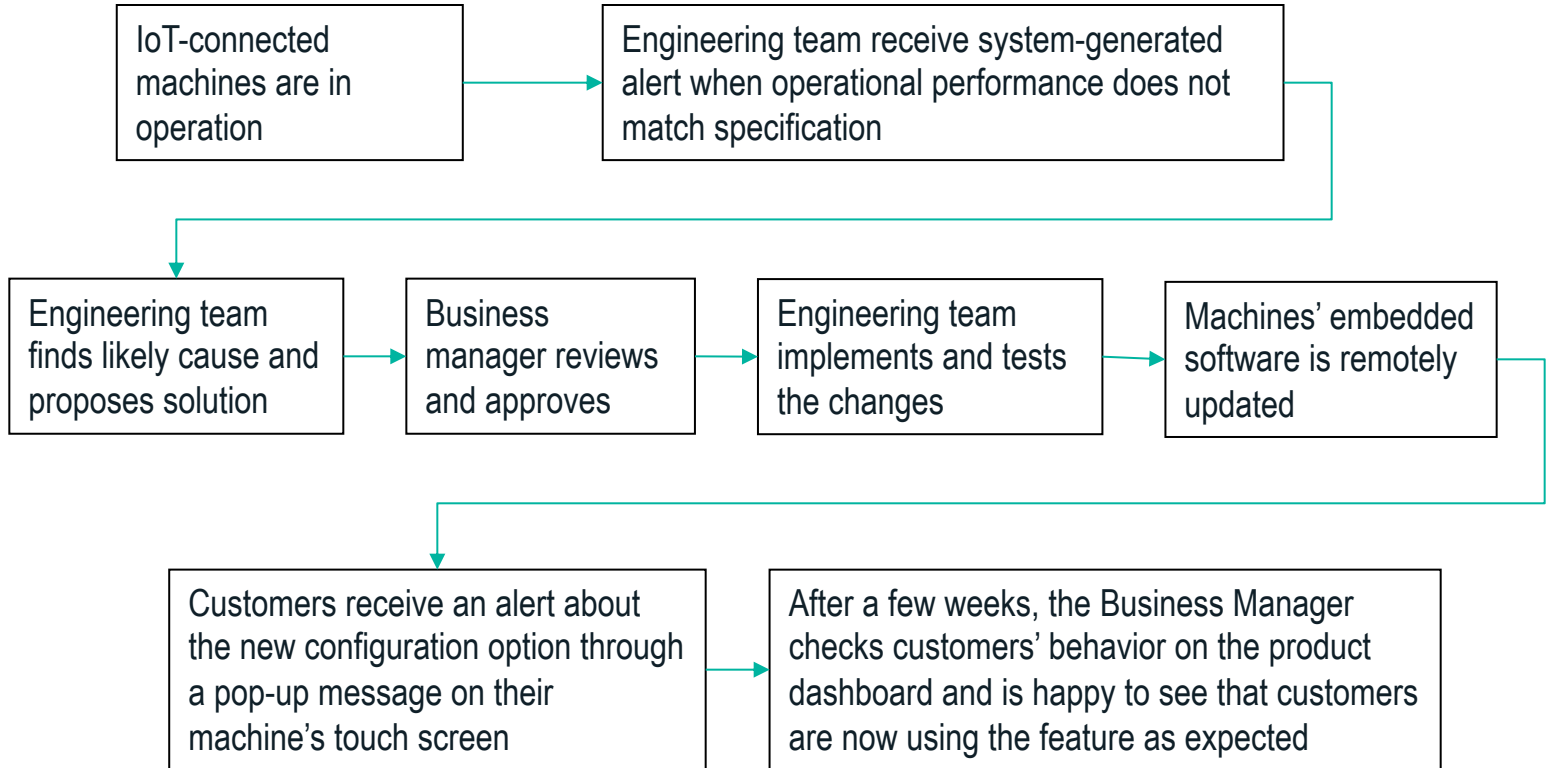 IoT-connected
machines are in
operation
Engineering team receive system-generated
alert when operational performance does not
match specification
Engineering team
finds likely cause and
proposes solution
Business
manager reviews
and approves
Engineering team
implements and tests
the changes
Machines’ embedded
software is remotely
updated
Customers receive an alert about
the new configuration option through
a pop-up message on their
machine’s touch screen
After a few weeks, the Business Manager
checks customers’ behavior on the product
dashboard and is happy to see that customers
are now using the feature as expected